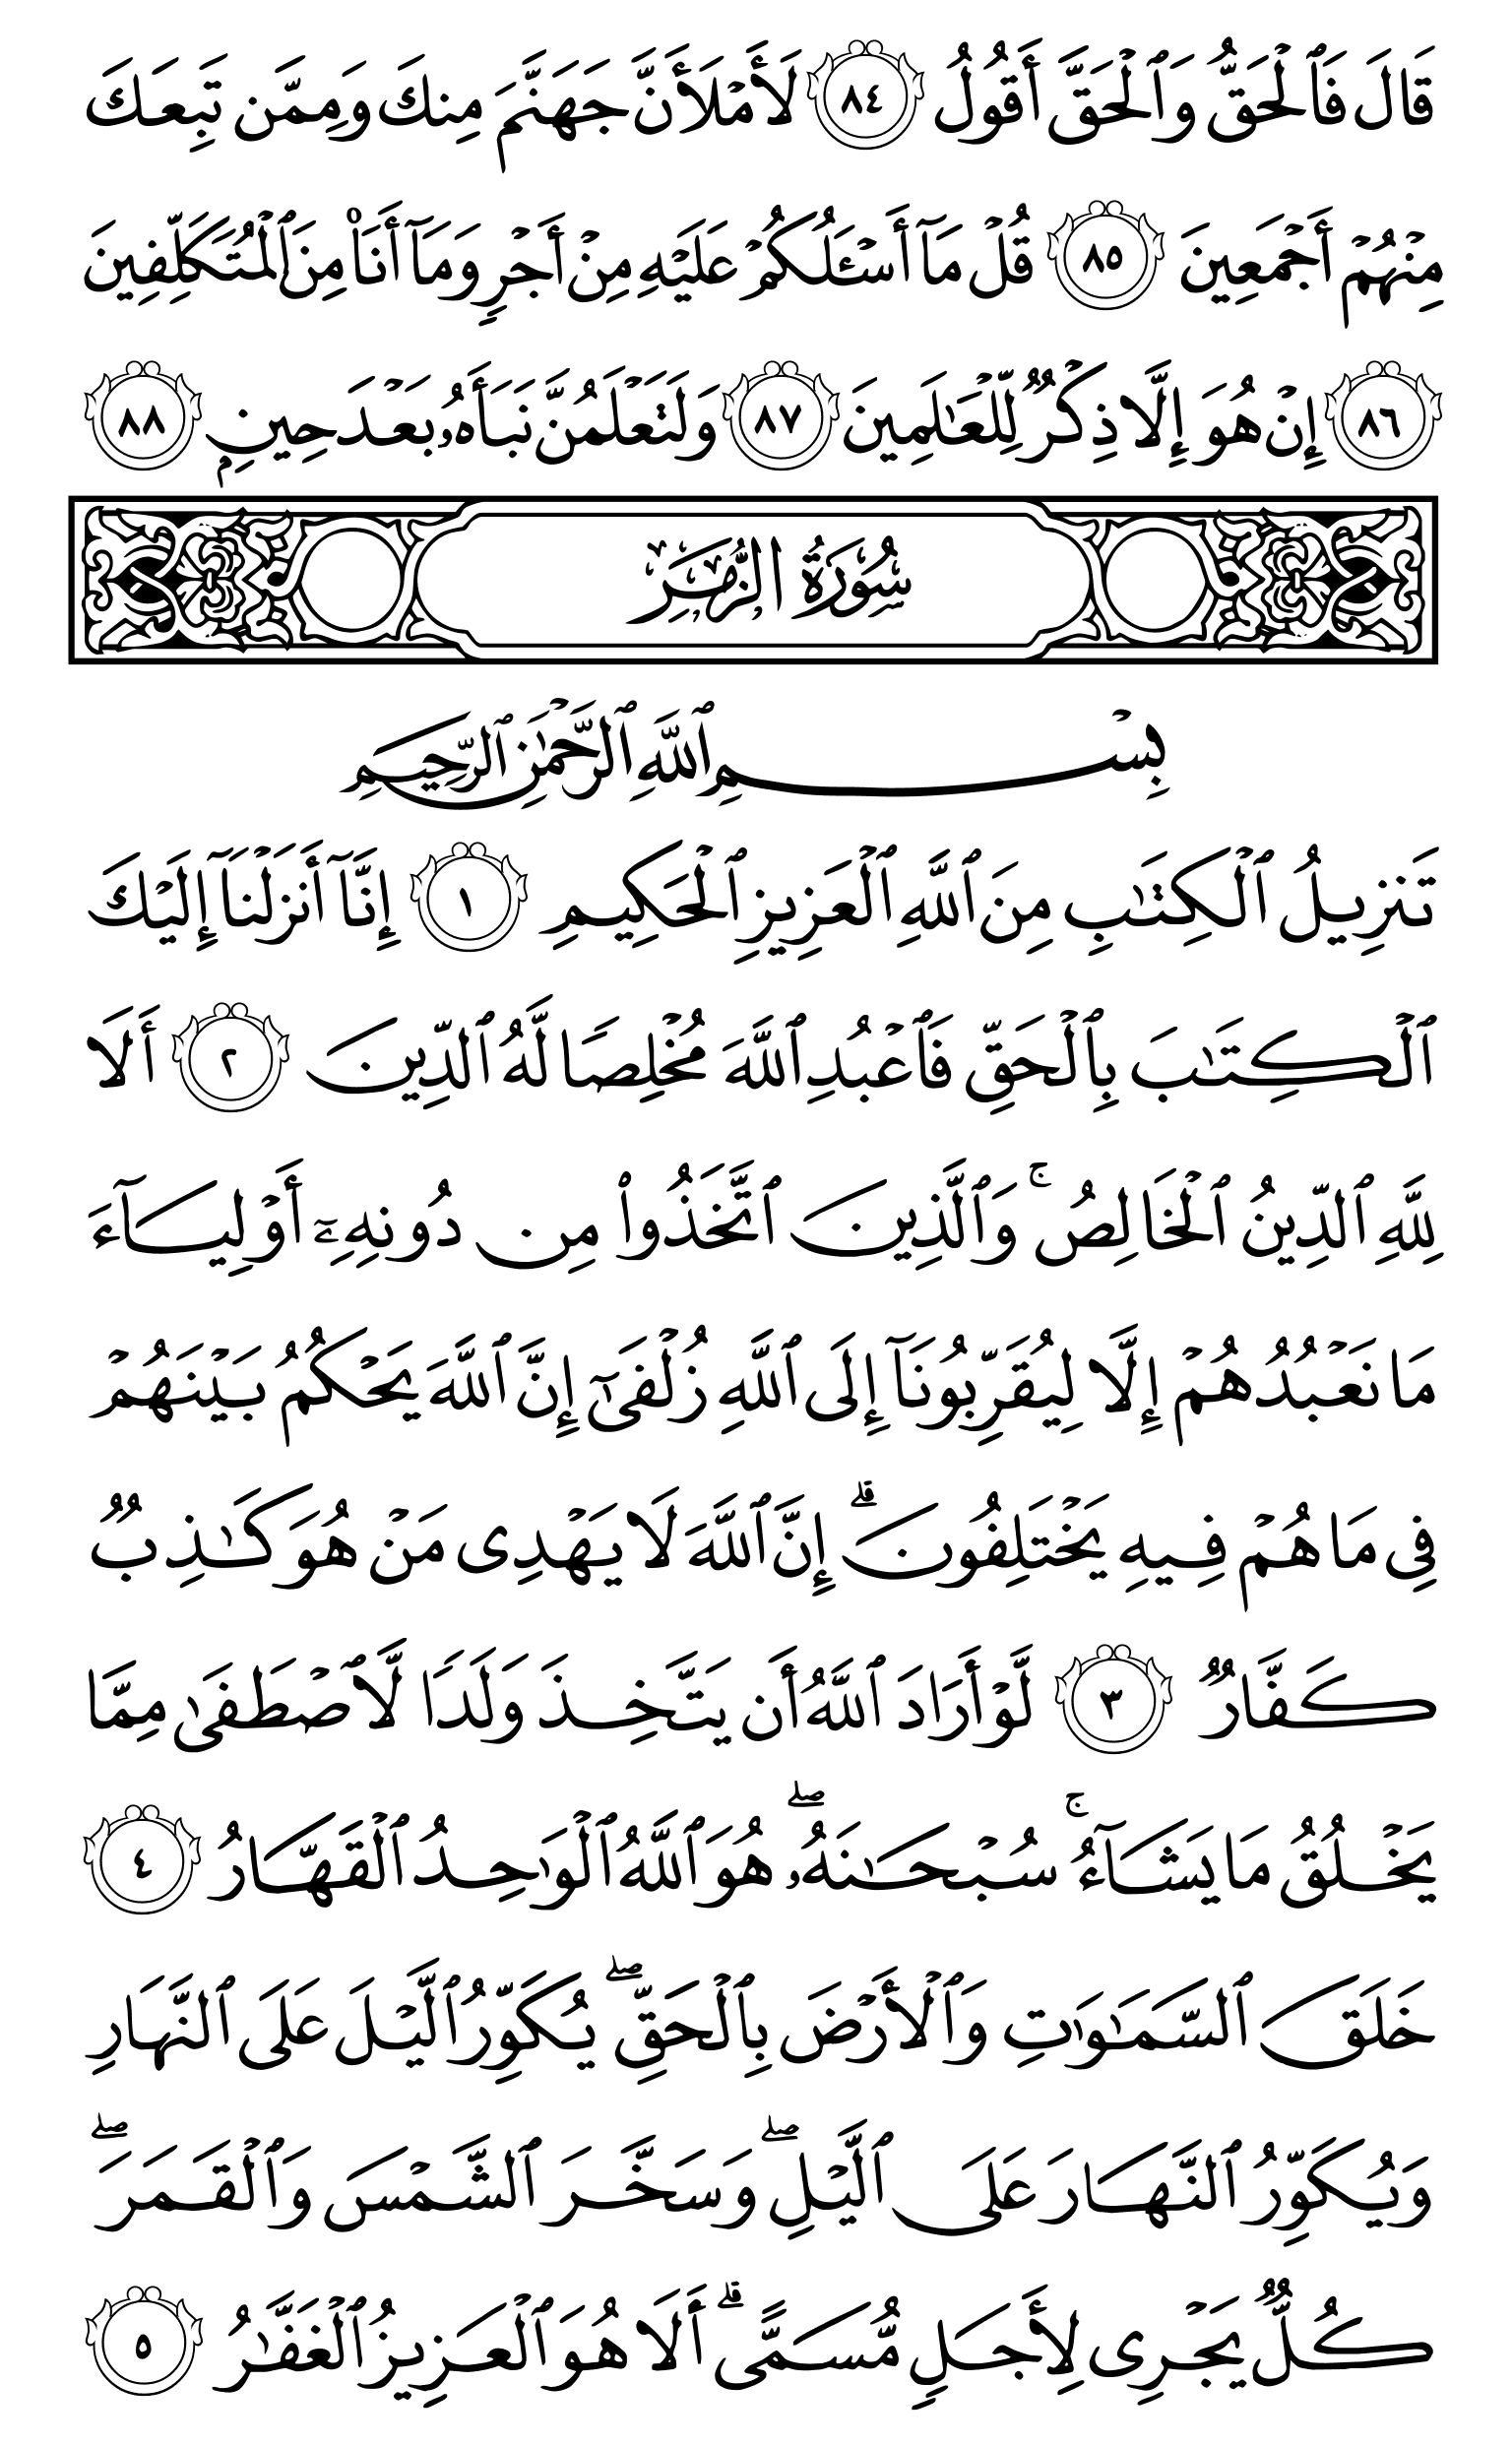 قَالَ فَٱلْحَقُّ وَٱلْحَقَّ أَقُولُ ٨٤ لَأَمْلَأَنَّ جَهَنَّمَ مِنكَ وَمِمَّن تَبِعَكَ
مِنْهُمْ أَجْمَعِينَ ٨٥ قُلْ مَآ أَسْـَٔلُكُمْ عَلَيْهِ مِنْ أَجْرٍ وَمَآ أَنَا۠ مِنَ ٱلْمُتَكَلِّفِينَ
٨٦ إِنْ هُوَ إِلَّا ذِكْرٌ لِّلْعَـٰلَمِينَ ٨٧ وَلَتَعْلَمُنَّ نَبَأَهُۥ بَعْدَ حِينِۭ ٨٨
سُورَةُ الزُّمَرِ
بِسْمِ ٱللَّهِ ٱلرَّحْمَـٰنِ ٱلرَّحِيمِ
تَنزِيلُ ٱلْكِتَـٰبِ مِنَ ٱللَّهِ ٱلْعَزِيزِ ٱلْحَكِيمِ ١ إِنَّآ أَنزَلْنَآ إِلَيْكَ
ٱلْكِتَـٰبَ بِٱلْحَقِّ فَٱعْبُدِ ٱللَّهَ مُخْلِصًا لَّهُ ٱلدِّينَ ٢ أَلَا
لِلَّهِ ٱلدِّينُ ٱلْخَالِصُ ۚ وَٱلَّذِينَ ٱتَّخَذُوا۟ مِن دُونِهِۦٓ أَوْلِيَآءَ
مَا نَعْبُدُهُمْ إِلَّا لِيُقَرِّبُونَآ إِلَى ٱللَّهِ زُلْفَىٰٓ إِنَّ ٱللَّهَ يَحْكُمُ بَيْنَهُمْ
فِى مَا هُمْ فِيهِ يَخْتَلِفُونَ ۗ إِنَّ ٱللَّهَ لَا يَهْدِى مَنْ هُوَ كَـٰذِبٌ
كَفَّارٌ ٣ لَّوْ أَرَادَ ٱللَّهُ أَن يَتَّخِذَ وَلَدًا لَّٱصْطَفَىٰ مِمَّا
يَخْلُقُ مَا يَشَآءُ ۚ سُبْحَـٰنَهُۥ ۖ هُوَ ٱللَّهُ ٱلْوَٰحِدُ ٱلْقَهَّارُ ٤
خَلَقَ ٱلسَّمَـٰوَٰتِ وَٱلْأَرْضَ بِٱلْحَقِّ ۖ يُكَوِّرُ ٱلَّيْلَ عَلَى ٱلنَّهَارِ
وَيُكَوِّرُ ٱلنَّهَارَ عَلَى ٱلَّيْلِ ۖ وَسَخَّرَ ٱلشَّمْسَ وَٱلْقَمَرَ ۖ
كُلٌّ يَجْرِى لِأَجَلٍ مُّسَمًّى ۗ أَلَا هُوَ ٱلْعَزِيزُ ٱلْغَفَّـٰرُ ٥